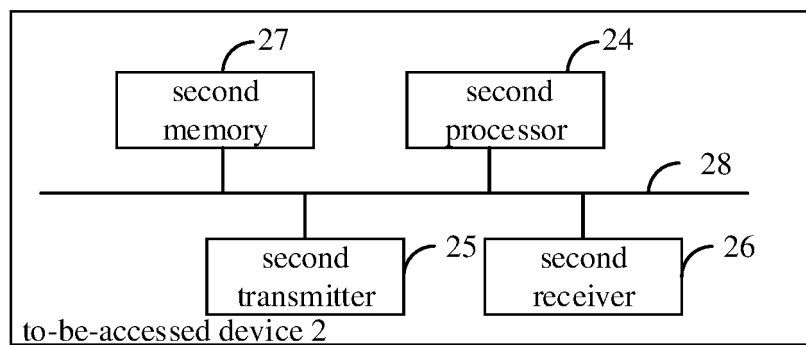 27
24
second
memory
second
processor
28
25
26
second
transmitter
second
receiver
to-be-accessed device 2